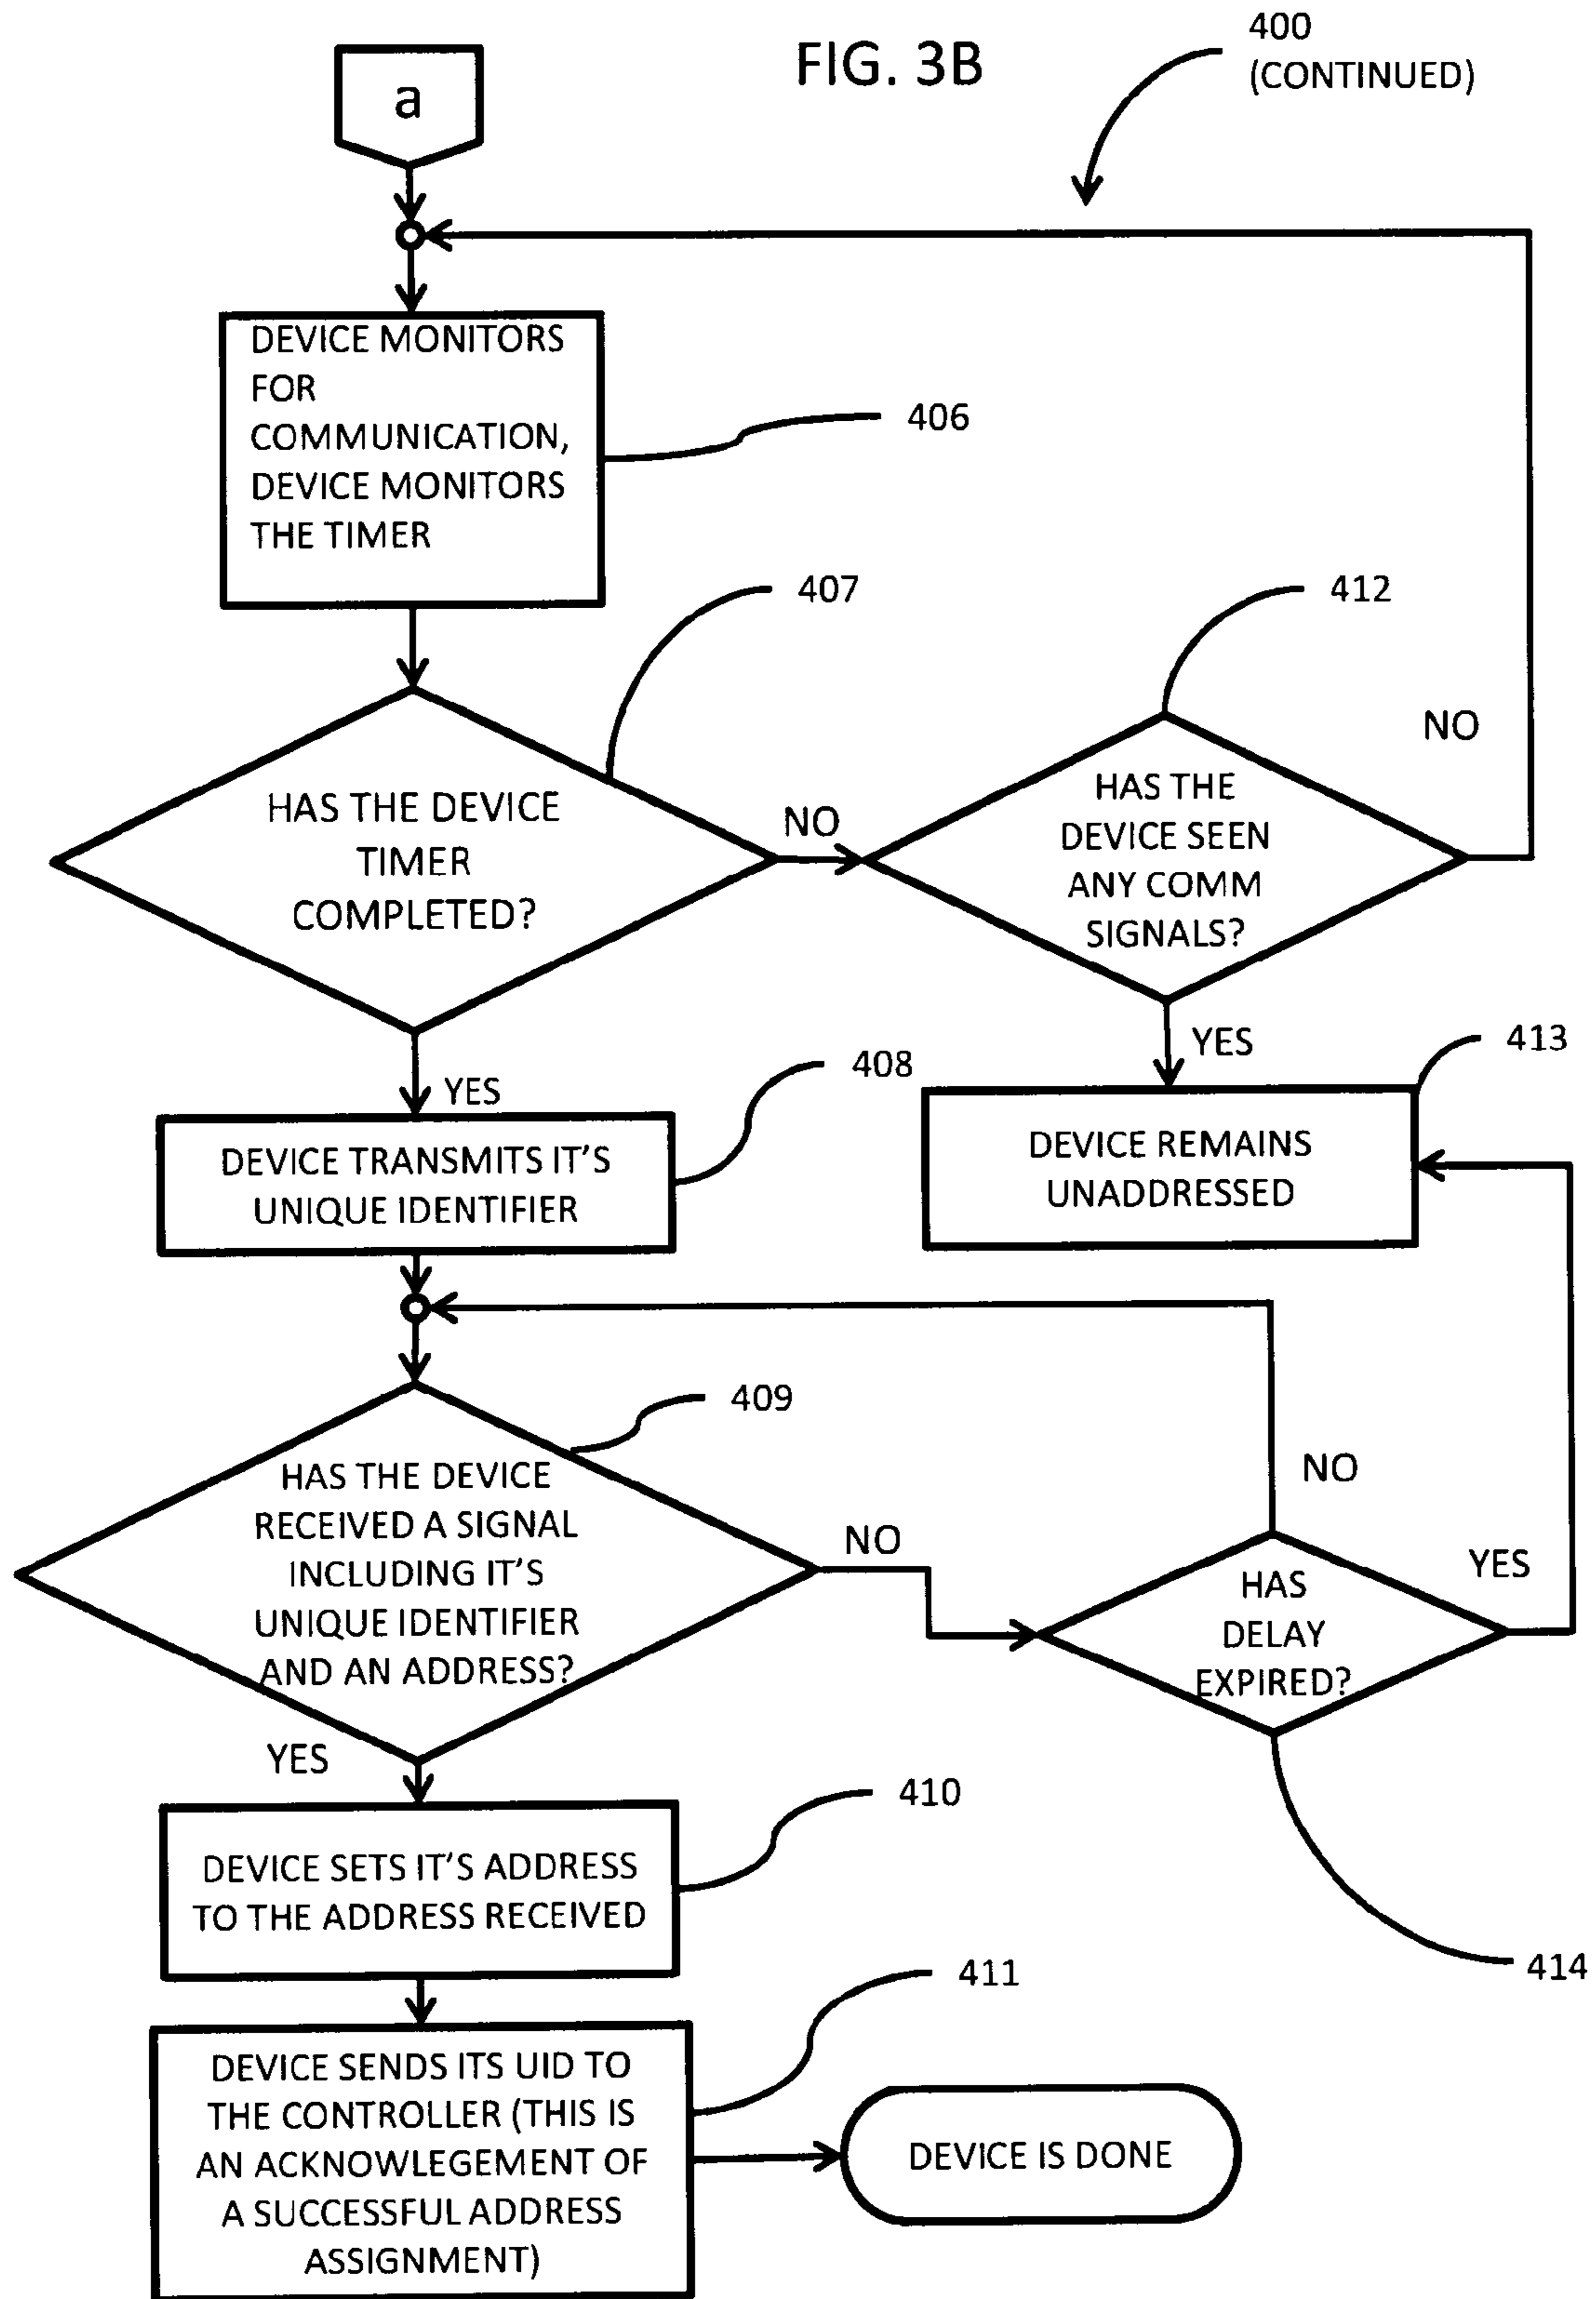 FIG. 3B
400
(CONTINUED)
a
DEVICE MONITORS
FOR
COMMUNICATION,
DEVICE MONITORS
THE TIMER
406
407
412
HAS THE DEVICE
TIMER
COMPLETED?
NO
HAS THE
DEVICE SEEN
ANY COMM
SIGNALS?
NO
YES
YES
413
408
DEVICE TRANSMITS IT'S
UNIQUE IDENTIFIER
DEVICE REMAINS
UNADDRESSED
409
HAS THE DEVICE
RECEIVED A SIGNAL
INCLUDING IT'S
UNIQUE IDENTIFIER
AND AN ADDRESS?
NO
NO
YES
HAS
DELAY
EXPIRED?
YES
414
410
DEVICE SETS IT'S ADDRESS
TO THE ADDRESS RECEIVED
411
DEVICE SENDS ITS UID TO
THE CONTROLLER (THIS IS
AN ACKNOWLEGEMENT OF
A SUCCESSFUL ADDRESS
ASSIGNMENT)
DEVICE IS DONE